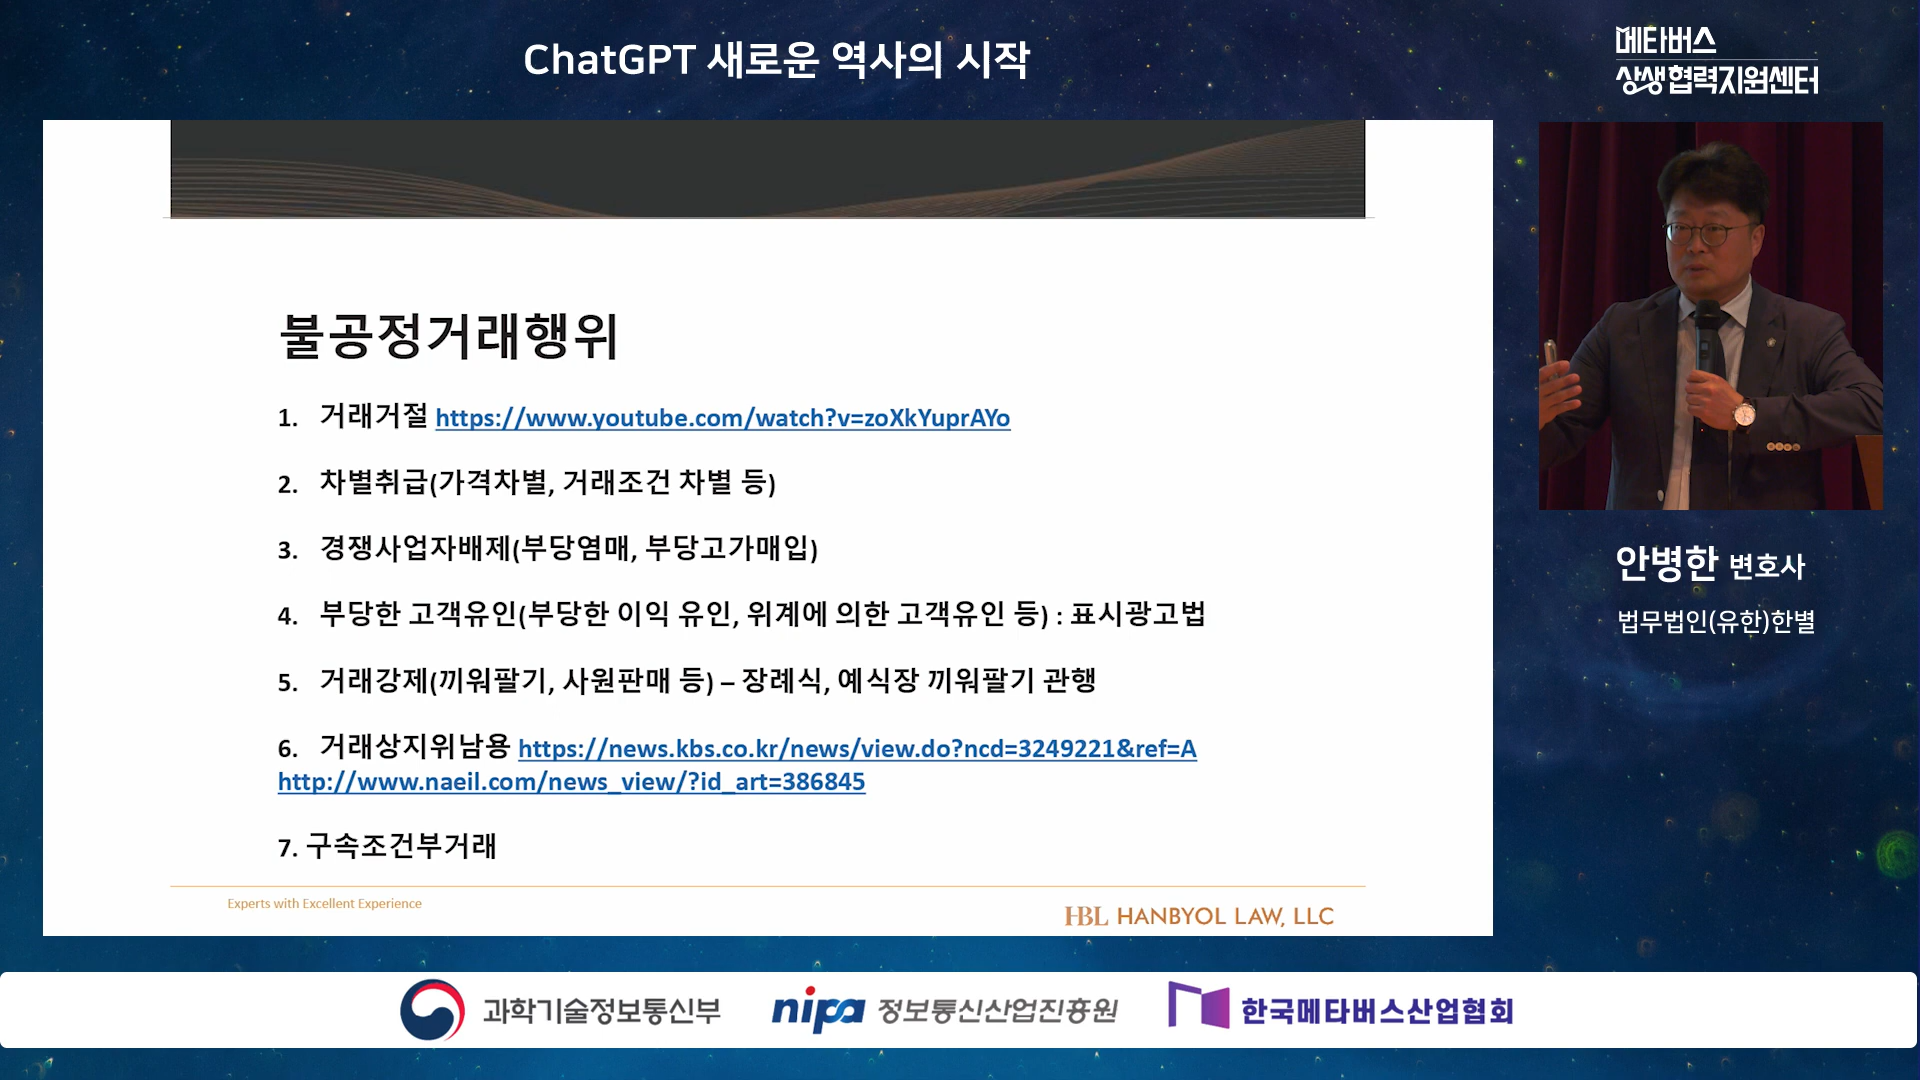 ChatGPT 새로운 역사의 시작
메타버스
상생협력지원센터
불공정거래행위
1. 거래거절 https://www.youtube.com/watch?v=zoXkYuprAYo
2. 차별취급(가격차별, 거래조건 차별 등)
3. 경쟁사업자배제(부당염매, 부당고가매입)
4. 부당한 고객유인(부당한 이익 유인, 위계에 의한 고객유인 등) : 표시광고법
5. 거래강제(끼워팔기, 사원판매 등) – 장례식, 예식장 끼워팔기 관행
6. 거래상지위남용 https://news.kbs.co.kr/news/view.do?ncd=3249221&ref=A
http://www.naeil.com/news_view/?id_art=386845
7. 구속조건부거래
Experts with Excellent Experience
HBL HANBYOL LAW, LLC
안병한 변호사
법무법인(유한)한별
과학기술정보통신부
nipa 정보통신산업진흥원
한국메타버스산업협회